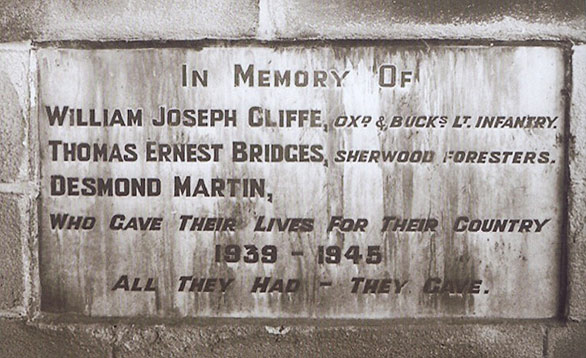 In Memory Of
William Joseph Cliffe, Oxd & Bucks Lt. Infantry.
Thomas Ernest Bridges, Sherwood Foresters.
Desmond Martin,
Who Gave Their Lives For Their Country
1939 - 1945
All They Had - They Gave.